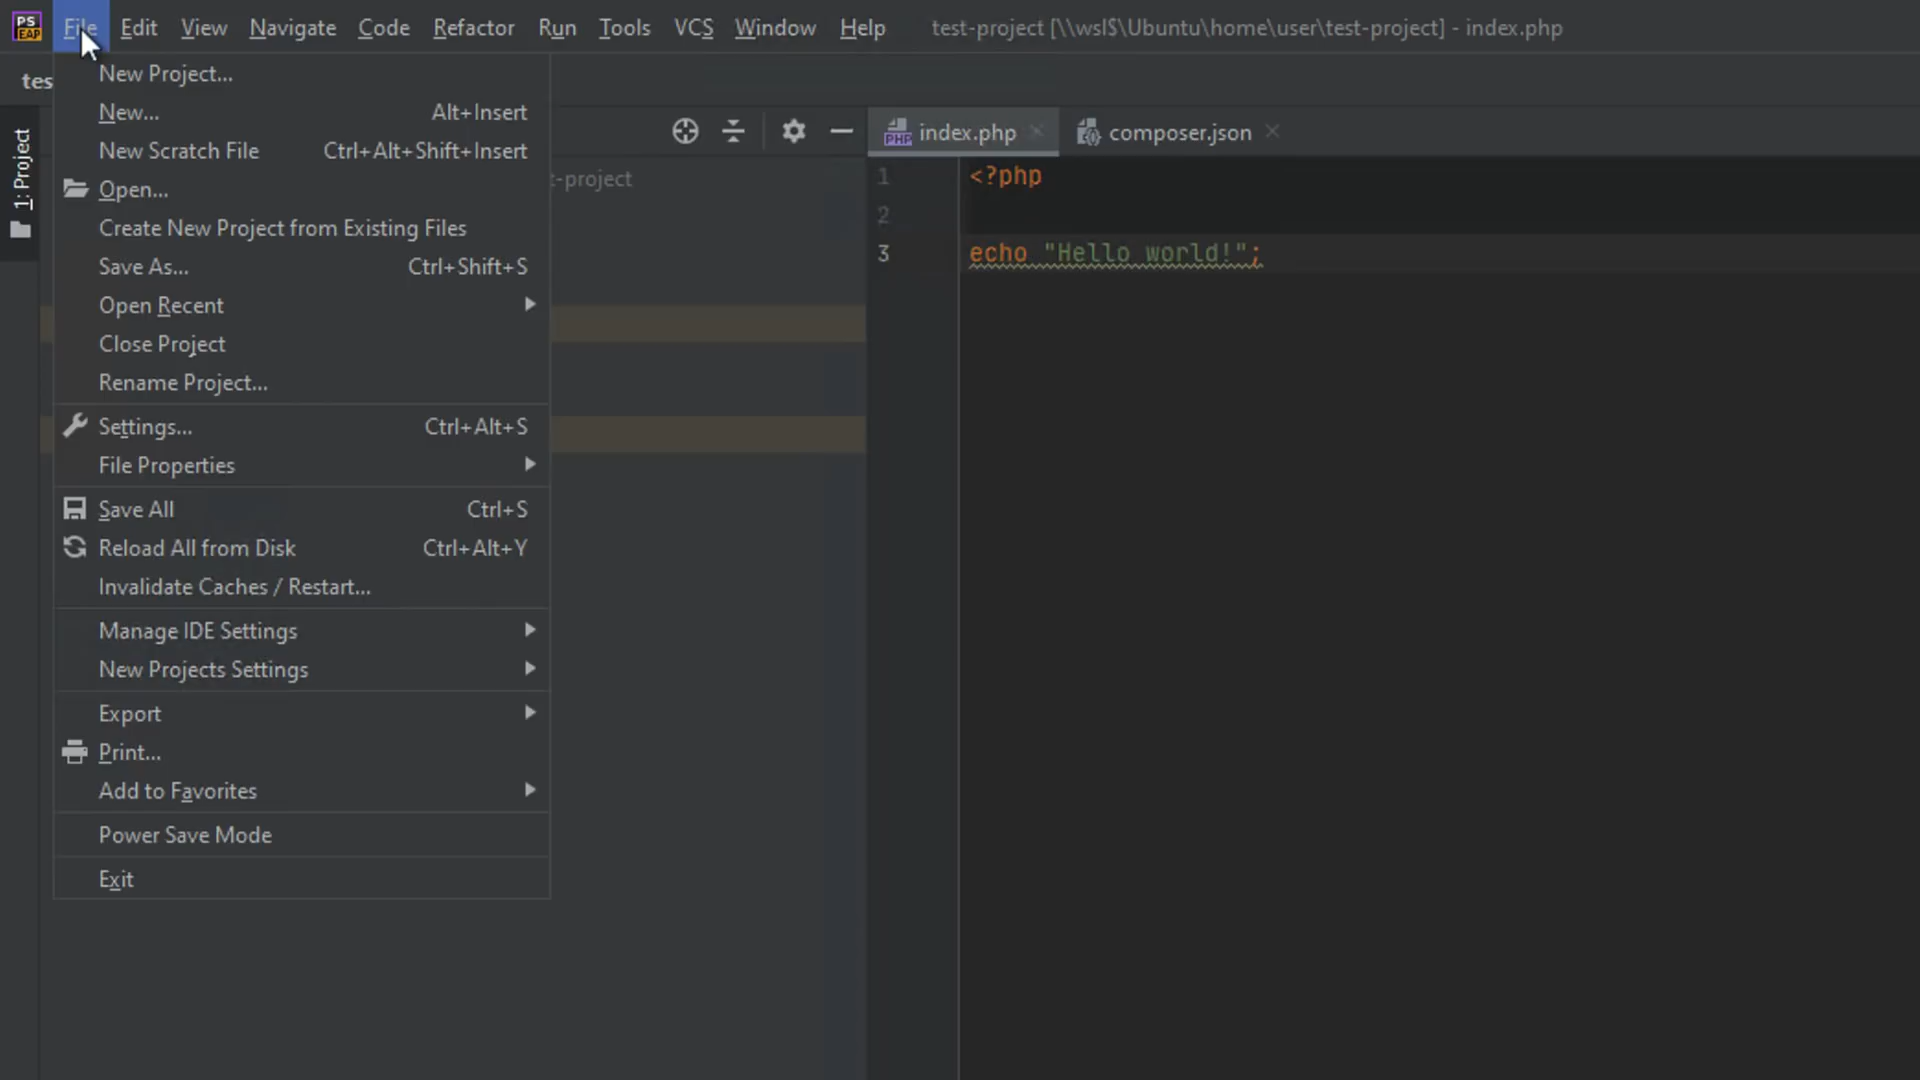 PS EAP File Edit View Navigate Code Refactor Run Tools VCS Window Help test-project [\\wsl$\Ubuntu\home\user\test-project] - index.php
tes
1: Project
New Project...
New... Alt+Insert
New Scratch File Ctrl+Alt+Shift+Insert
Open...
Create New Project from Existing Files
Save As... Ctrl+Shift+S
Open Recent
Close Project
Rename Project...
Settings... Ctrl+Alt+S
File Properties
Save All Ctrl+S
Reload All from Disk Ctrl+Alt+Y
Invalidate Caches / Restart...
Manage IDE Settings
New Projects Settings
Export
Print...
Add to Favorites
Power Save Mode
Exit
t-project
PHP index.php composer.json
1 <?php
2
3 echo "Hello world!";